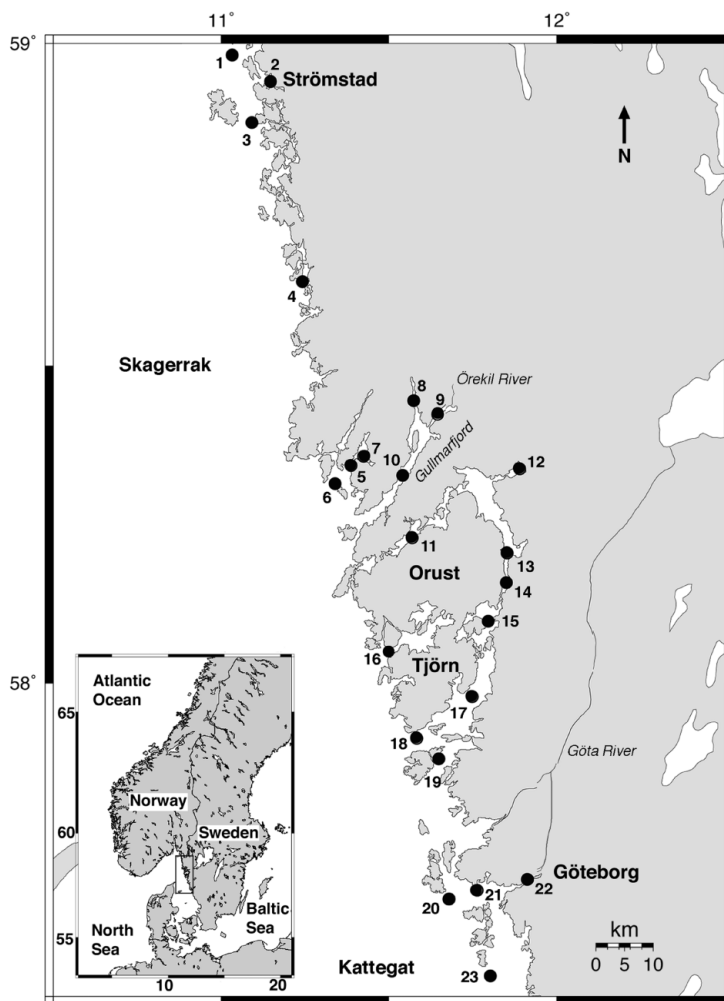 11°
12°
59°
1
2
Strömstad
3
N
4
Skagerrak
8
Örekil River
9
Gullmarfjord
7
10
5
12
6
11
13
Orust
14
15
16
Tjörn
58°
17
18
Göta River
19
Göteborg
22
21
20
km
0 5 10
Kattegat
23
Atlantic
Ocean
65
Norway
60
Sweden
North
Sea
Baltic
Sea
55
10
20